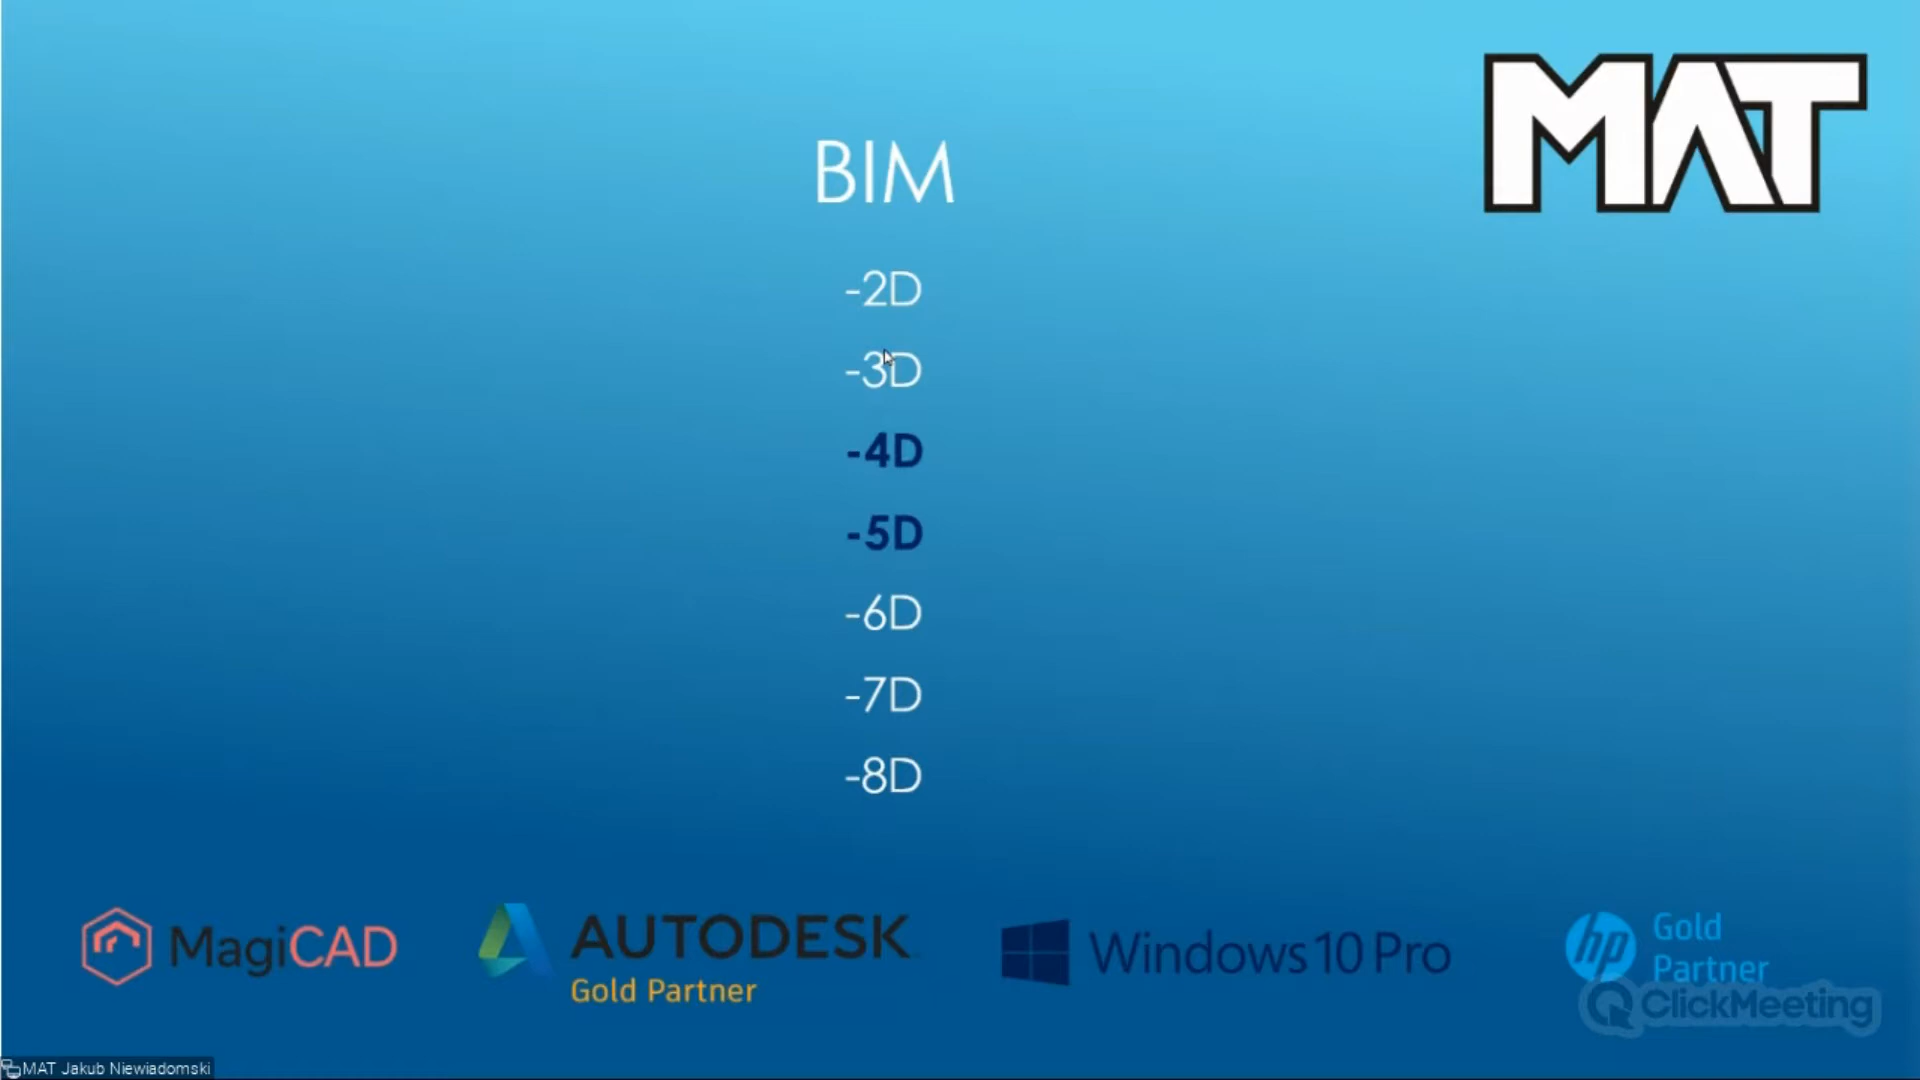 MAT
BIM
-2D
-3D
-4D
-5D
-6D
-7D
-8D
MagiCAD
AUTODESK
Gold Partner
Windows 10 Pro
hp
Gold
Partner
ClickMeeting
MAT Jakub Niewiadomski